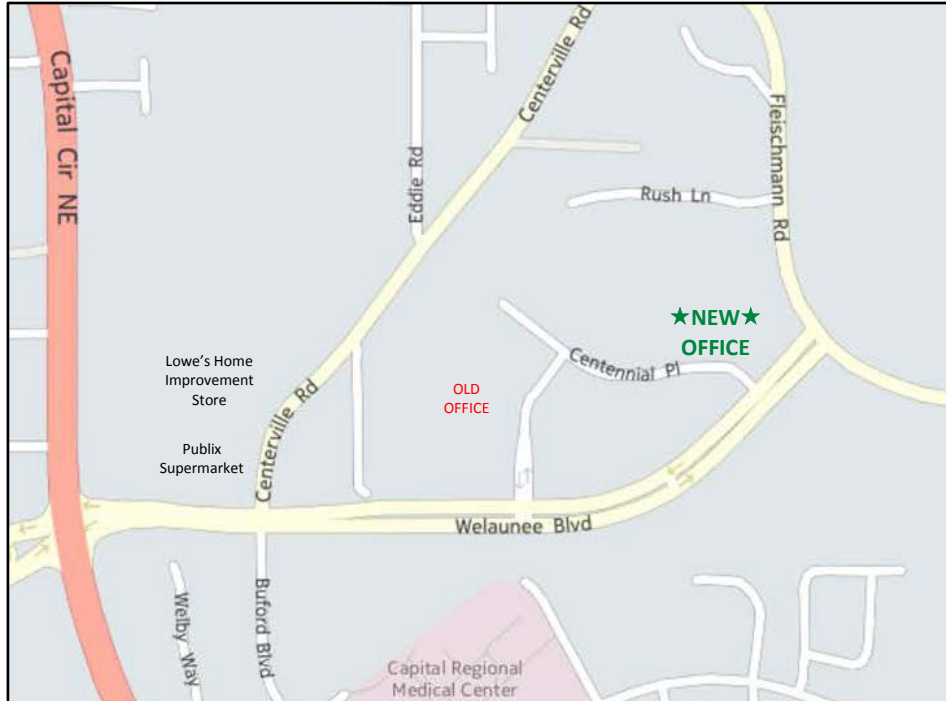 Capital Cir NE
Centerville Rd
Fleischmann Rd
Eddie Rd
Rush Ln
★NEW★
OFFICE
Centennial Pl
Lowe's Home
Improvement
Store
OLD
OFFICE
Centerville Rd
Publix
Supermarket
Welaunee Blvd
Welby Way
Buford Blvd
Capital Regional
Medical Center